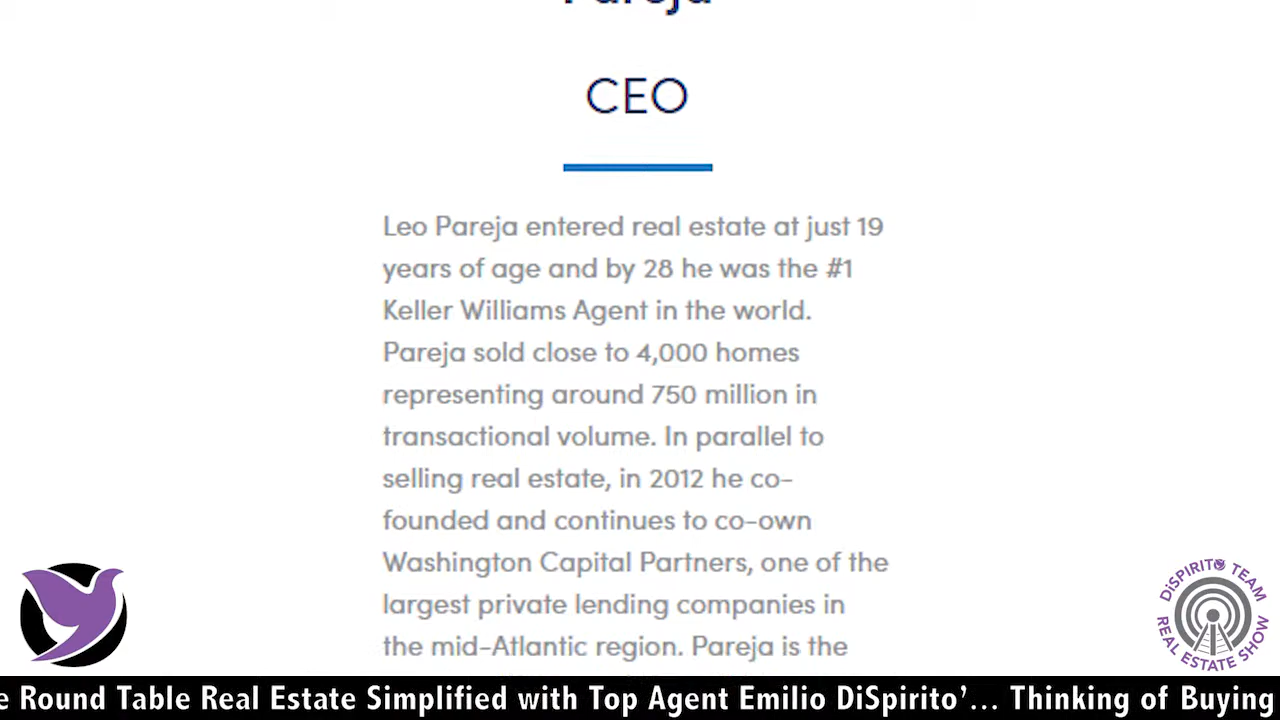 Pareja
CEO
Leo Pareja entered real estate at just 19
years of age and by 28 he was the #1
Keller Williams Agent in the world.
Pareja sold close to 4,000 homes
representing around 750 million in
transactional volume. In parallel to
selling real estate, in 2012 he co-
founded and continues to co-own
Washington Capital Partners, one of the
largest private lending companies in
the mid-Atlantic region. Pareja is the
DiSPIRITO TEAM
REAL ESTATE SHOW
e Round Table Real Estate Simplified with Top Agent Emilio DiSpirito’... Thinking of Buying